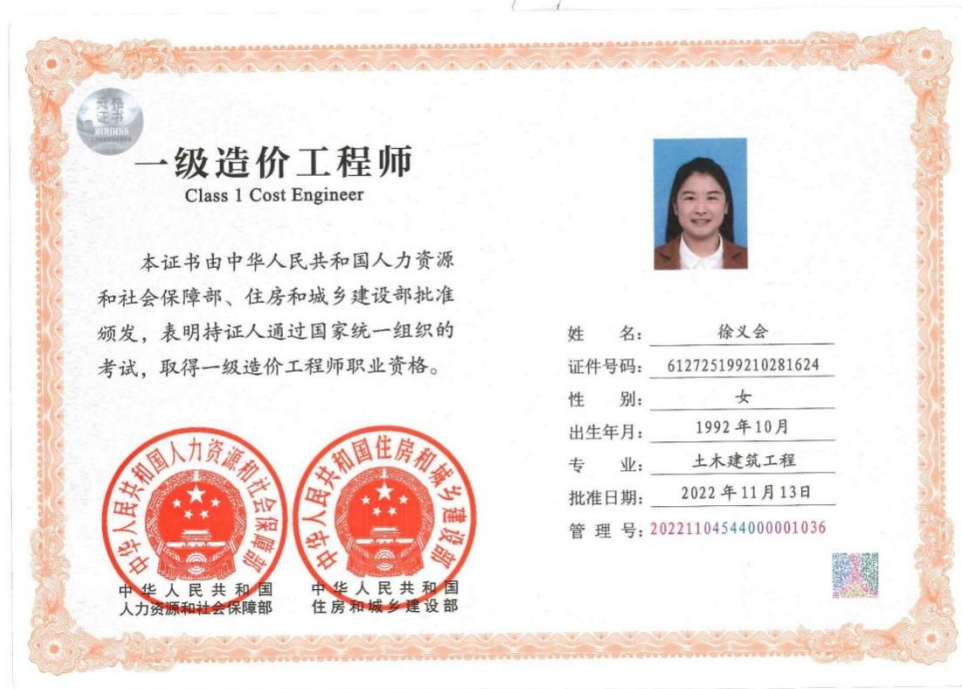 资格
证书
一级造价工程师
Class 1 Cost Engineer
本证书由中华人民共和国人力资源
和社会保障部、住房和城乡建设部批准
颁发，表明持证人通过国家统一组织的
考试，取得一级造价工程师职业资格。
中华人民共和国人力资源和社会保障部
中华人民共和国
人力资源和社会保障部
中华人民共和国住房和城乡建设部
中华人民共和国
住房和城乡建设部
姓 名：徐义会
证件号码：612725199210281624
性 别：女
出生年月：1992年10月
专 业：土木建筑工程
批准日期：2022年11月13日
管 理 号：20221104544000001036